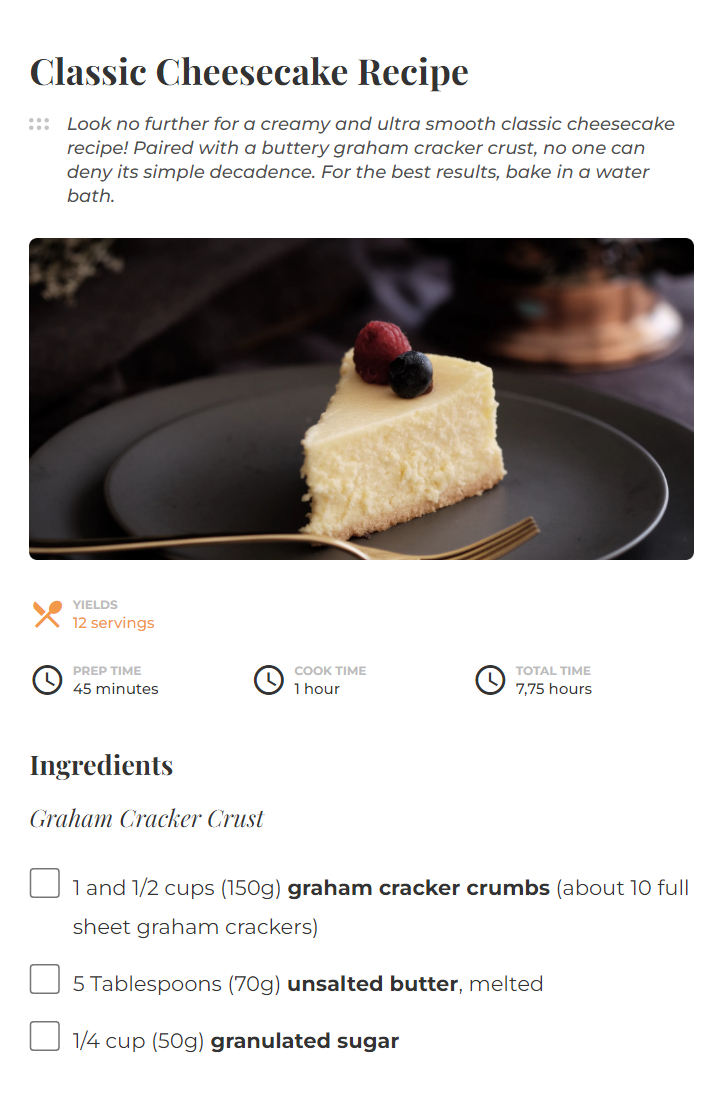 Classic Cheesecake Recipe
Look no further for a creamy and ultra smooth classic cheesecake
recipe! Paired with a buttery graham cracker crust, no one can
deny its simple decadence. For the best results, bake in a water
bath.
YIELDS
12 servings
PREP TIME
45 minutes
COOK TIME
1 hour
TOTAL TIME
7,75 hours
Ingredients
Graham Cracker Crust
1 and 1/2 cups (150g) graham cracker crumbs (about 10 full
sheet graham crackers)
5 Tablespoons (70g) unsalted butter, melted
1/4 cup (50g) granulated sugar